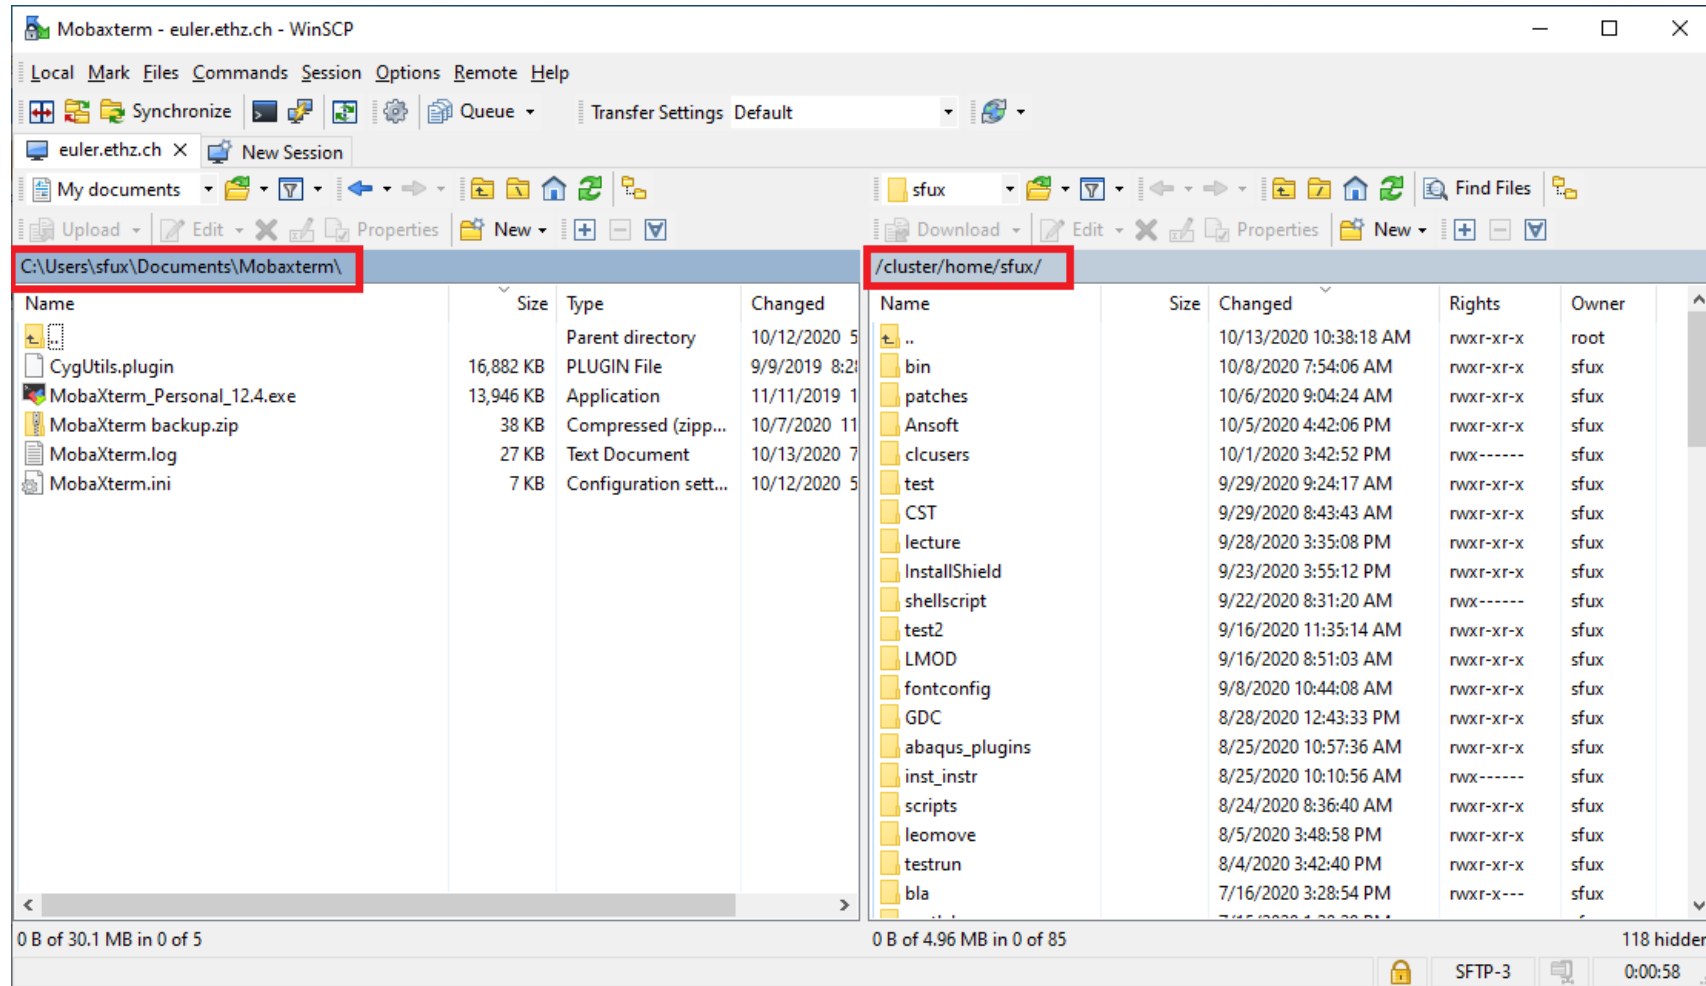 Mobaxterm - euler.ethz.ch - WinSCP
Local Mark Files Commands Session Options Remote Help
Synchronize Queue Transfer Settings Default
euler.ethz.ch New Session
My documents sfux Find Files
Upload Edit Properties New Download Edit Properties New
C:\Users\sfux\Documents\Mobaxterm\ /cluster/home/sfux/
Name Size Type Changed Name Size Changed Rights Owner
.. Parent directory 10/12/2020 5 .. 10/13/2020 10:38:18 AM rwxr-xr-x root
CygUtils.plugin 16,882 KB PLUGIN File 9/9/2019 8:28 bin 10/8/2020 7:54:06 AM rwxr-xr-x sfux
MobaXterm_Personal_12.4.exe 13,946 KB Application 11/11/2019 1 patches 10/6/2020 9:04:24 AM rwxr-xr-x sfux
MobaXterm backup.zip 38 KB Compressed (zipp... 10/7/2020 11 Ansoft 10/5/2020 4:42:06 PM rwxr-xr-x sfux
MobaXterm.log 27 KB Text Document 10/13/2020 7 clcusers 10/1/2020 3:42:52 PM rwx------ sfux
MobaXterm.ini 7 KB Configuration sett... 10/12/2020 5 test 9/29/2020 9:24:17 AM rwxr-xr-x sfux
CST 9/29/2020 8:43:43 AM rwxr-xr-x sfux
lecture 9/28/2020 3:35:08 PM rwxr-xr-x sfux
InstallShield 9/23/2020 3:55:12 PM rwxr-xr-x sfux
shellscript 9/22/2020 8:31:20 AM rwx------ sfux
test2 9/16/2020 11:35:14 AM rwxr-xr-x sfux
LMOD 9/16/2020 8:51:03 AM rwxr-xr-x sfux
fontconfig 9/8/2020 10:44:08 AM rwxr-xr-x sfux
GDC 8/28/2020 12:43:33 PM rwxr-xr-x sfux
abaqus_plugins 8/25/2020 10:57:36 AM rwxr-xr-x sfux
inst_instr 8/25/2020 10:10:56 AM rwx------ sfux
scripts 8/24/2020 8:36:40 AM rwxr-xr-x sfux
leomove 8/5/2020 3:48:58 PM rwxr-xr-x sfux
testrun 8/4/2020 3:42:40 PM rwxr-xr-x sfux
bla 7/16/2020 3:28:54 PM rwxr-x--- sfux
0 B of 30.1 MB in 0 of 5 0 B of 4.96 MB in 0 of 85 118 hidden
SFTP-3 0:00:58